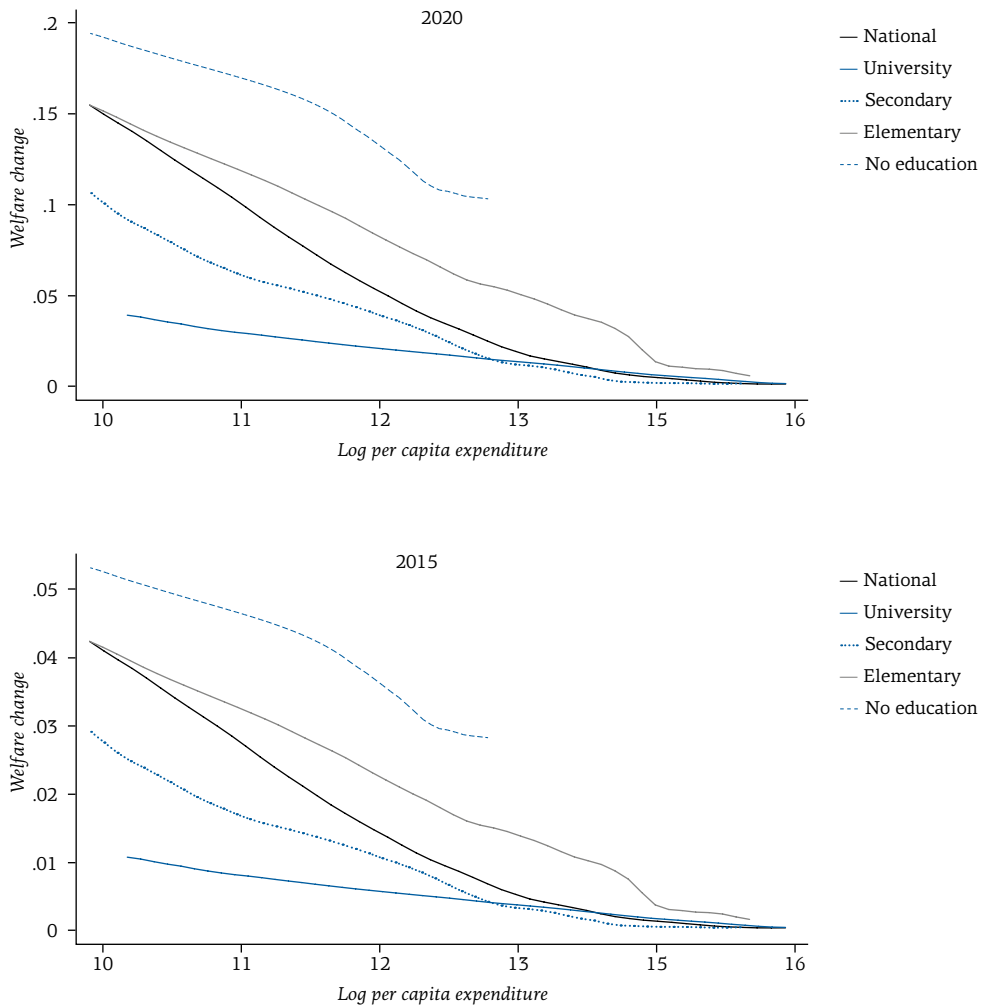 2020
.2
.15
.1
.05
0
Welfare change
10 11 12 13 15 16
Log per capita expenditure
National
University
Secondary
Elementary
No education
2015
.05
.04
.03
.02
.01
0
Welfare change
10 11 12 13 15 16
Log per capita expenditure
National
University
Secondary
Elementary
No education